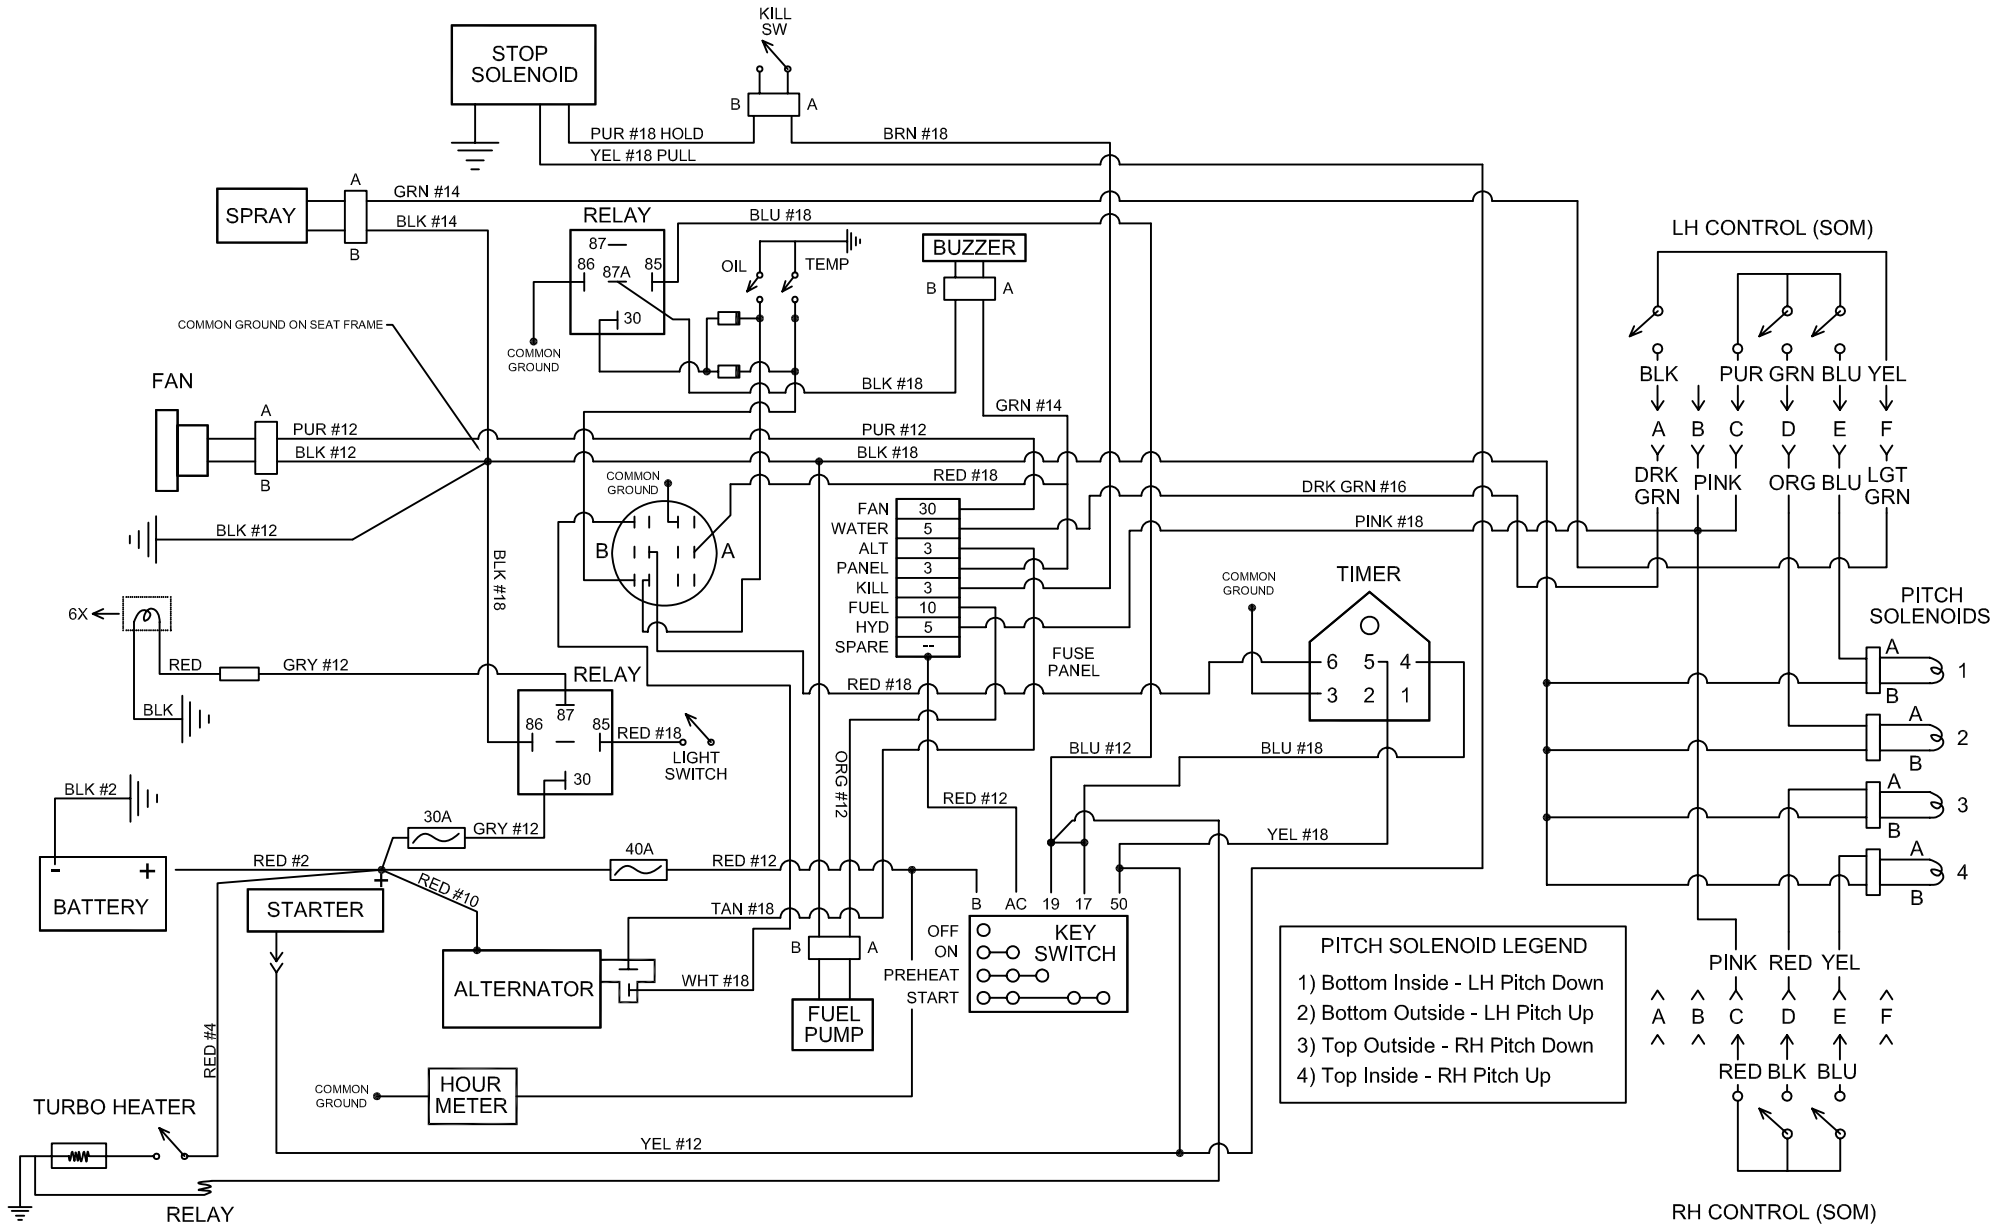 KILL
SW
STOP
SOLENOID
B
A
PUR #18 HOLD
BRN #18
YEL #18 PULL
A
GRN #14
SPRAY
BLK #14
B
RELAY
BLU #18
87
86
87A
85
30
OIL
TEMP
BUZZER
B
A
LH CONTROL (SOM)
COMMON GROUND ON SEAT FRAME
COMMON
GROUND
FAN
BLK #18
GRN #14
A
PUR #12
PUR #12
BLK #12
BLK #18
B
BLK PUR GRN BLU YEL
A B C D E F
DRK
GRN
PINK
ORG BLU
LGT
GRN
COMMON
GROUND
RED #18
DRK GRN #16
PINK #18
BLK #12
B
A
FAN 30
WATER 5
ALT 3
PANEL 3
KILL 3
FUEL 10
HYD 5
SPARE --
FUSE
PANEL
BLK #18
COMMON
GROUND
TIMER
6 5 4
3 2 1
PITCH
SOLENOIDS
A
1
B
A
2
B
A
3
B
A
4
B
6X
RED
GRY #12
BLK
RELAY
86
87
85
30
RED #18
LIGHT
SWITCH
RED #18
BLU #12
BLU #18
ORG #12
RED #12
YEL #18
BLK #2
30A
GRY #12
40A
RED #2
RED #12
- +
BATTERY
+
STARTER
RED #10
TAN #18
ALTERNATOR
WHT #18
B
A
FUEL
PUMP
B AC 19 17 50
OFF
ON
PREHEAT
START
KEY
SWITCH
PITCH SOLENOID LEGEND
1) Bottom Inside - LH Pitch Down
2) Bottom Outside - LH Pitch Up
3) Top Outside - RH Pitch Down
4) Top Inside - RH Pitch Up
PINK RED YEL
A B C D E F
RED BLK BLU
RH CONTROL (SOM)
RED #4
COMMON
GROUND
HOUR
METER
TURBO HEATER
YEL #12
RELAY